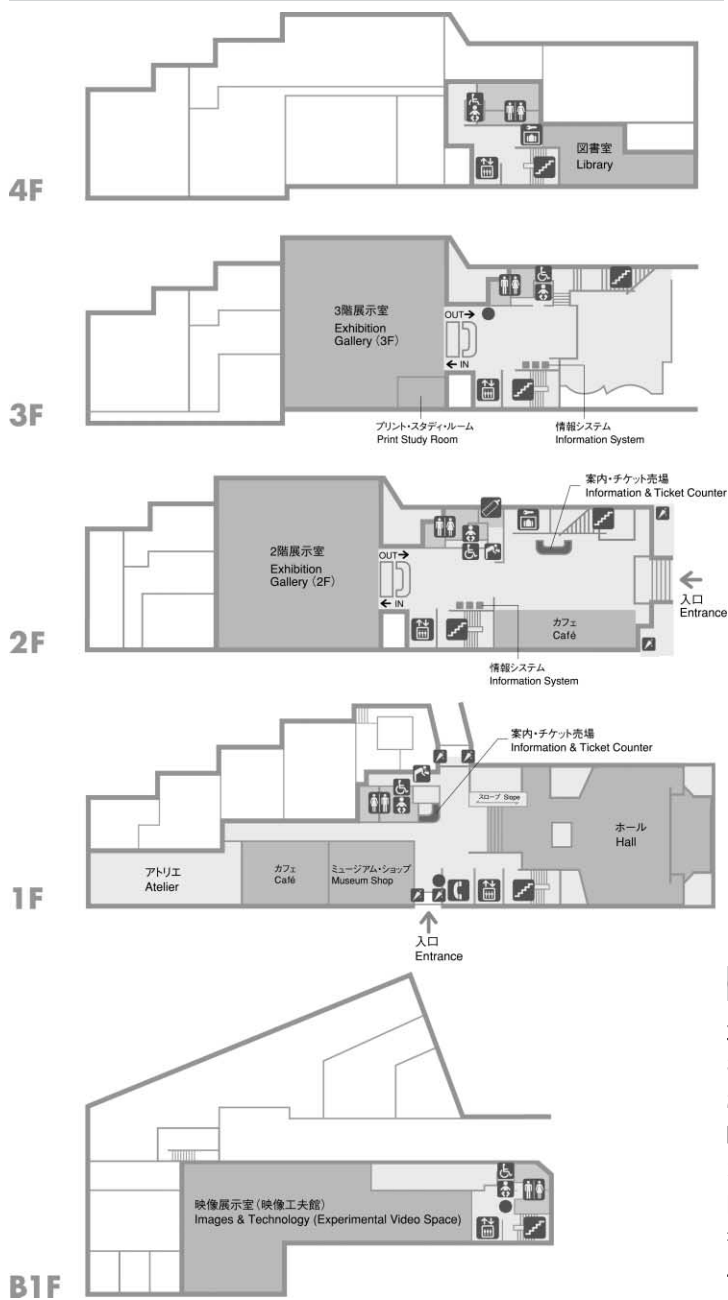 図書室
Library
4F
3階展示室
Exhibition
Gallery (3F)
OUT→
← IN
3F
プリント・スタディ・ルーム
Print Study Room
情報システム
Information System
案内・チケット売場
Information & Ticket Counter
2階展示室
Exhibition
Gallery (2F)
OUT→
← IN
カフェ
Café
入口
Entrance
2F
情報システム
Information System
案内・チケット売場
Information & Ticket Counter
スロープ Slope
ホール
Hall
アトリエ
Atelier
カフェ
Café
ミュージアム・ショップ
Museum Shop
1F
入口
Entrance
映像展示室(映像工夫館)
Images & Technology (Experimental Video Space)
B1F